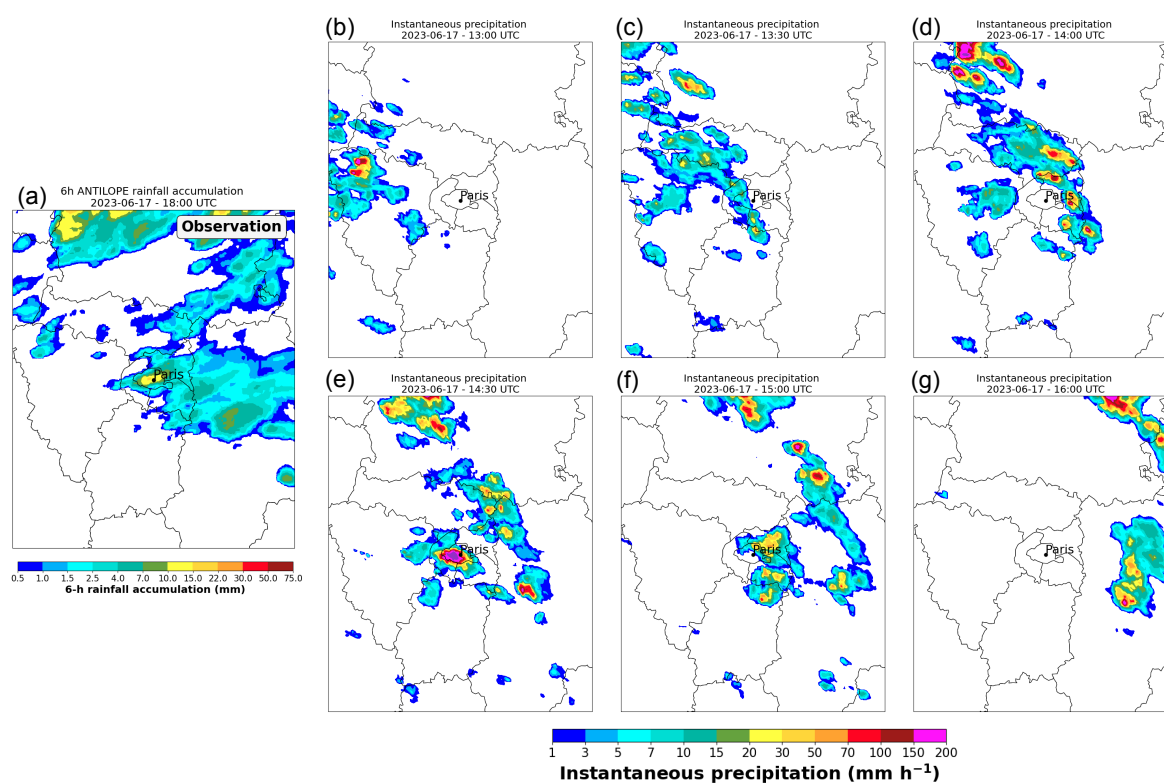 (a)
6h ANTILOPE rainfall accumulation
2023-06-17 - 18:00 UTC
Observation
Paris
0.5 1.0 1.5 2.5 4.0 7.0 10.0 15.0 22.0 30.0 50.0 75.0
6-h rainfall accumulation (mm)
(b)
Instantaneous precipitation
2023-06-17 - 13:00 UTC
Paris
(c)
Instantaneous precipitation
2023-06-17 - 13:30 UTC
Paris
(d)
Instantaneous precipitation
2023-06-17 - 14:00 UTC
Paris
(e)
Instantaneous precipitation
2023-06-17 - 14:30 UTC
Paris
(f)
Instantaneous precipitation
2023-06-17 - 15:00 UTC
Paris
(g)
Instantaneous precipitation
2023-06-17 - 16:00 UTC
Paris
1 3 5 7 10 15 20 30 50 70 100 150 200
Instantaneous precipitation (mm h⁻¹)